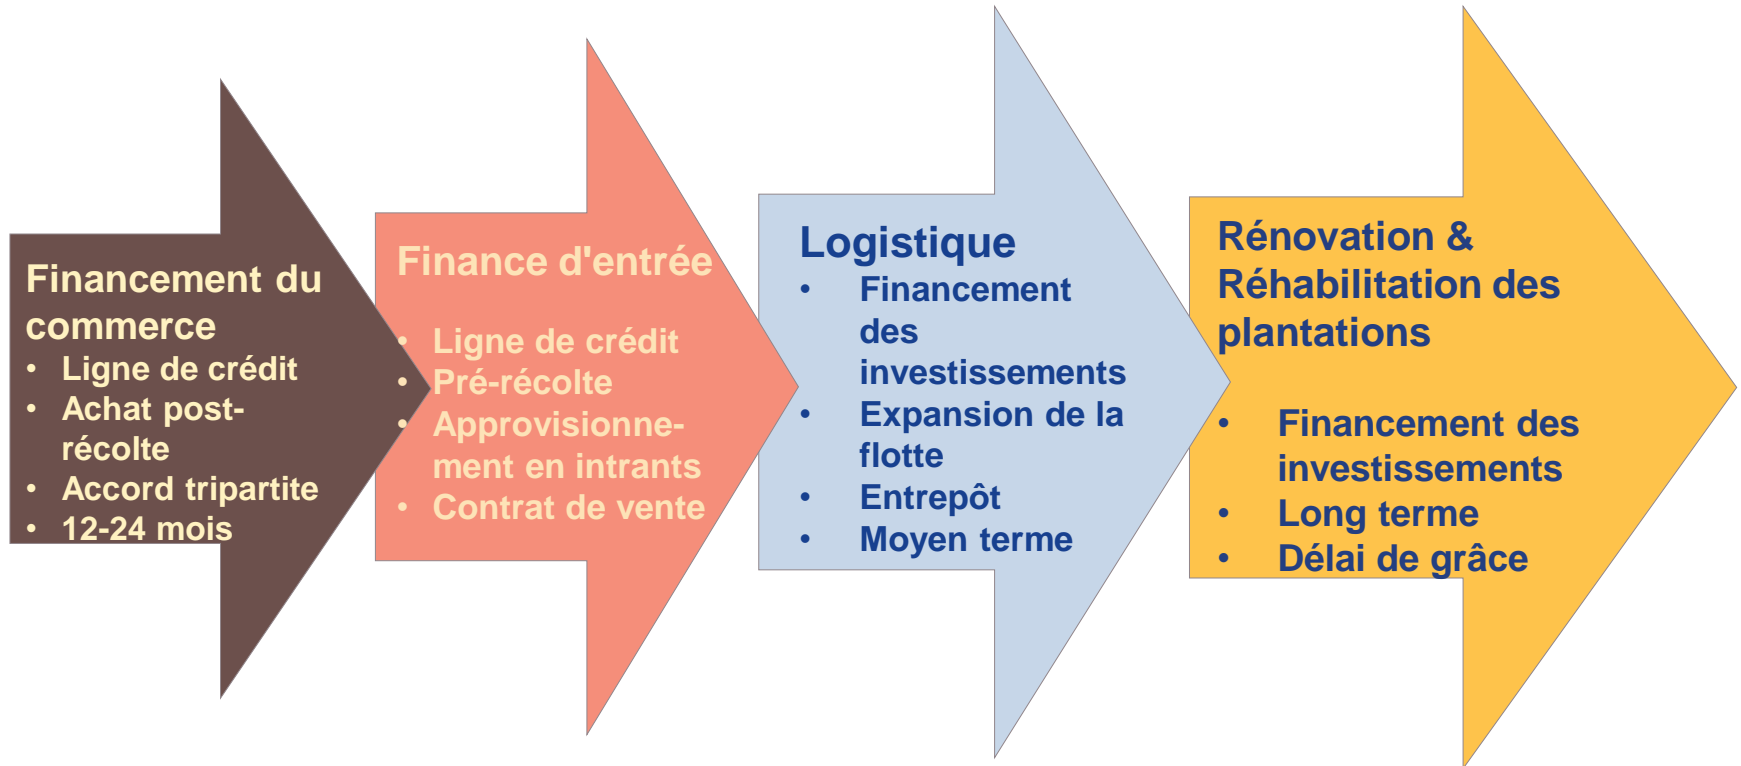 Financement du
commerce
• Ligne de crédit
• Achat post-
récolte
• Accord tripartite
• 12-24 mois
Finance d'entrée
• Ligne de crédit
• Pré-récolte
• Approvisionne-
ment en intrants
• Contrat de vente
Logistique
• Financement
des
investissements
• Expansion de la
flotte
• Entrepôt
• Moyen terme
Rénovation &
Réhabilitation des
plantations
• Financement des
investissements
• Long terme
• Délai de grâce